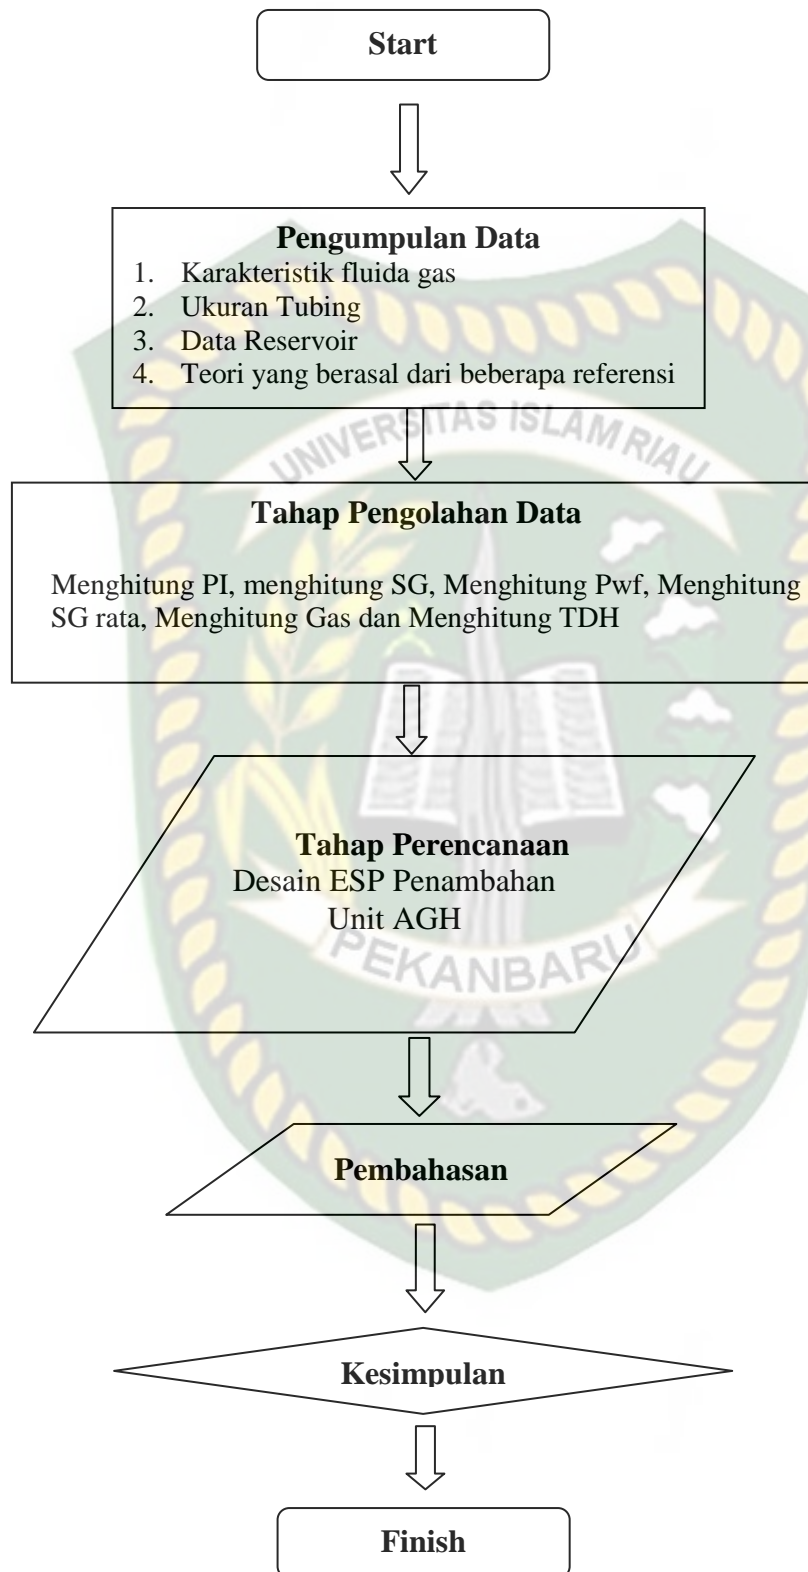 Start
Pengumpulan Data
1. Karakteristik fluida gas
2. Ukuran Tubing
3. Data Reservoir
4. Teori yang berasal dari beberapa referensi
UNIVERSITAS ISLAM RIAU
Tahap Pengolahan Data
Menghitung PI, menghitung SG, Menghitung Pwf, Menghitung
SG rata, Menghitung Gas dan Menghitung TDH
Tahap Perencanaan
Desain ESP Penambahan
Unit AGH
PEKANBARU
Pembahasan
Kesimpulan
Finish